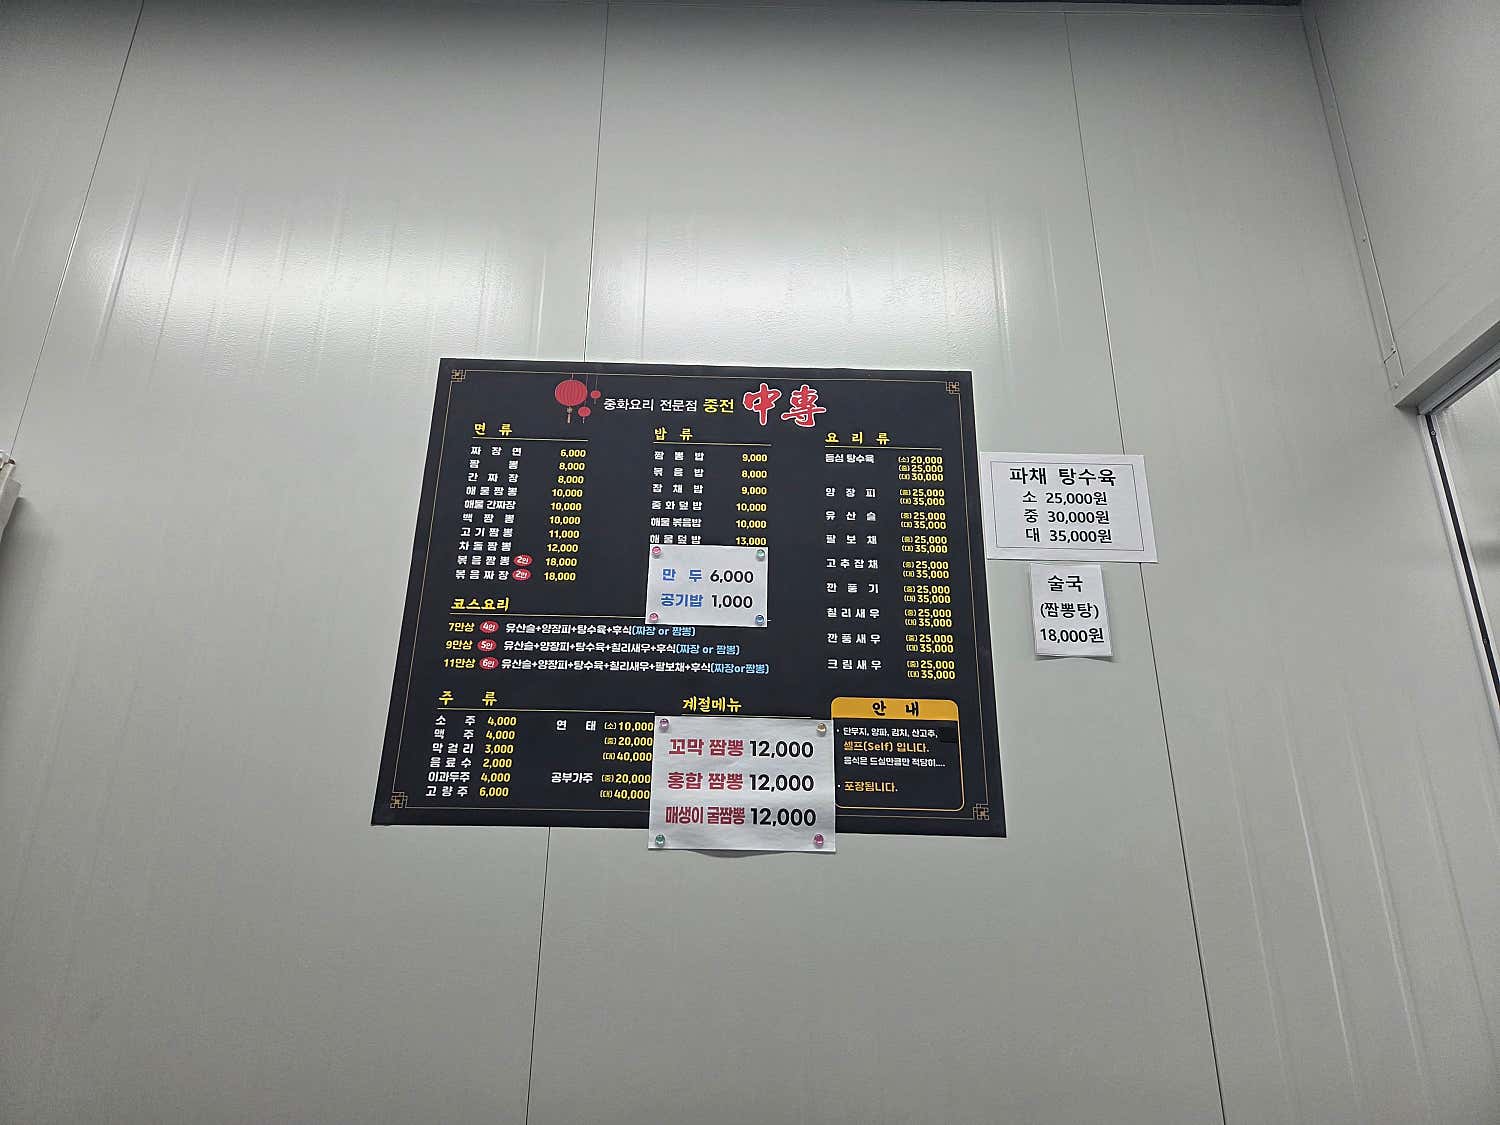 중화요리 전문점 중전 中專
면 류
짜 장 면 6,000
짬 뽕 8,000
간 짜 장 8,000
해 물 짬 뽕 10,000
해물 간짜장 10,000
백 짬 뽕 10,000
고 기 짬 뽕 11,000
차 돌 짬 뽕 12,000
볶 음 짬 뽕 2인 18,000
볶 음 짜 장 2인 18,000
밥 류
짬 뽕 밥 9,000
볶 음 밥 8,000
잡 채 밥 9,000
중 화 덮 밥 10,000
해물 볶음밥 10,000
해 물 덮 밥 13,000
만 두 6,000
공기밥 1,000
요 리 류
등심 탕수육 (소) 20,000
(중) 25,000
(대) 30,000
양 장 피 (중) 25,000
(대) 35,000
유 산 슬 (중) 25,000
(대) 35,000
팔 보 채 (중) 25,000
(대) 35,000
고 추 잡 채 (중) 25,000
(대) 35,000
깐 풍 기 (중) 25,000
(대) 35,000
칠 리 새 우 (중) 25,000
(대) 35,000
깐 풍 새 우 (중) 25,000
(대) 35,000
크 림 새 우 (중) 25,000
(대) 35,000
코스요리
7만상 4인 유산슬+양장피+탕수육+후식(짜장 or 짬뽕)
9만상 5인 유산슬+양장피+탕수육+칠리새우+후식(짜장 or 짬뽕)
11만상 6인 유산슬+양장피+탕수육+칠리새우+팔보채+후식(짜장or짬뽕)
주 류
소 주 4,000
맥 주 4,000
막 걸 리 3,000
음 료 수 2,000
이과두주 4,000
고 량 주 6,000
연 태 (소) 10,000
(중) 20,000
(대) 40,000
공부가주 (중) 20,000
(대) 40,000
계절메뉴
꼬막 짬뽕 12,000
홍합 짬뽕 12,000
매생이 굴짬뽕 12,000
안 내
· 단무지, 양파, 김치, 산고추,
셀프(Self) 입니다.
음식은 드실만큼만 적당히....
· 포장됩니다.
파채 탕수육
소 25,000원
중 30,000원
대 35,000원
술국
(짬뽕탕)
18,000원